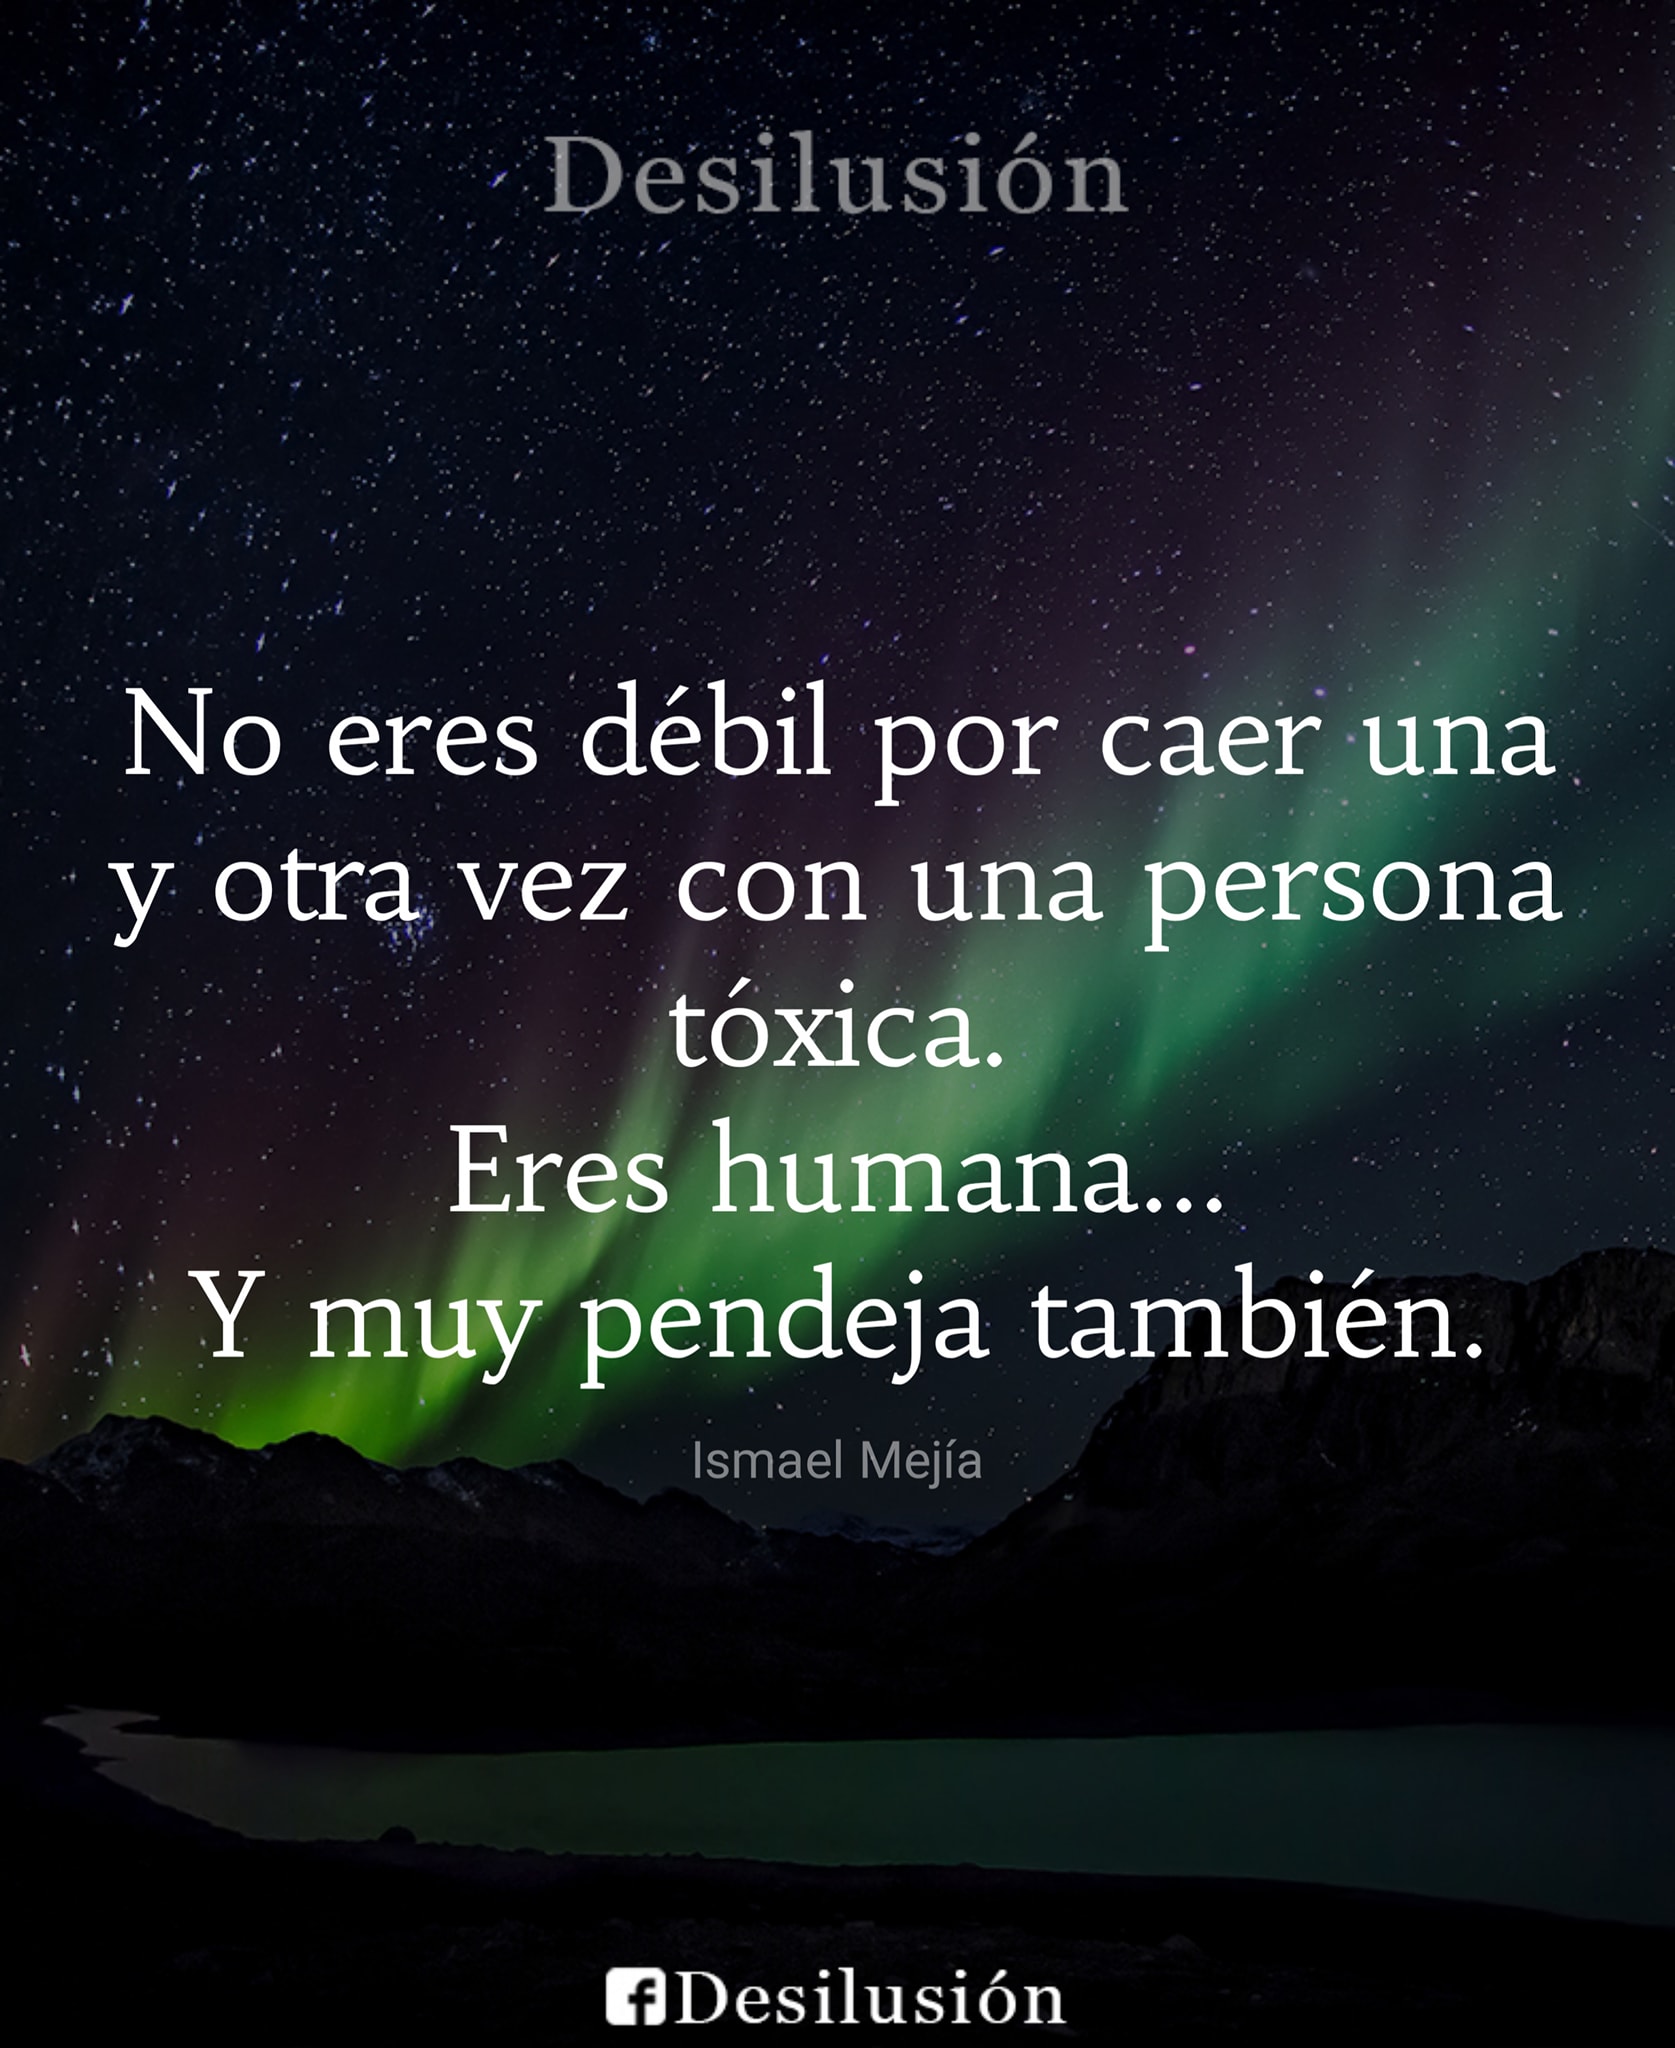 Desilusión
No eres débil por caer una
y otra vez con una persona
tóxica.
Eres humana...
Y muy pendeja también.
Ismael Mejía
Desilusión